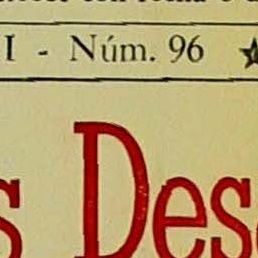 I - Núm. 96
s Des